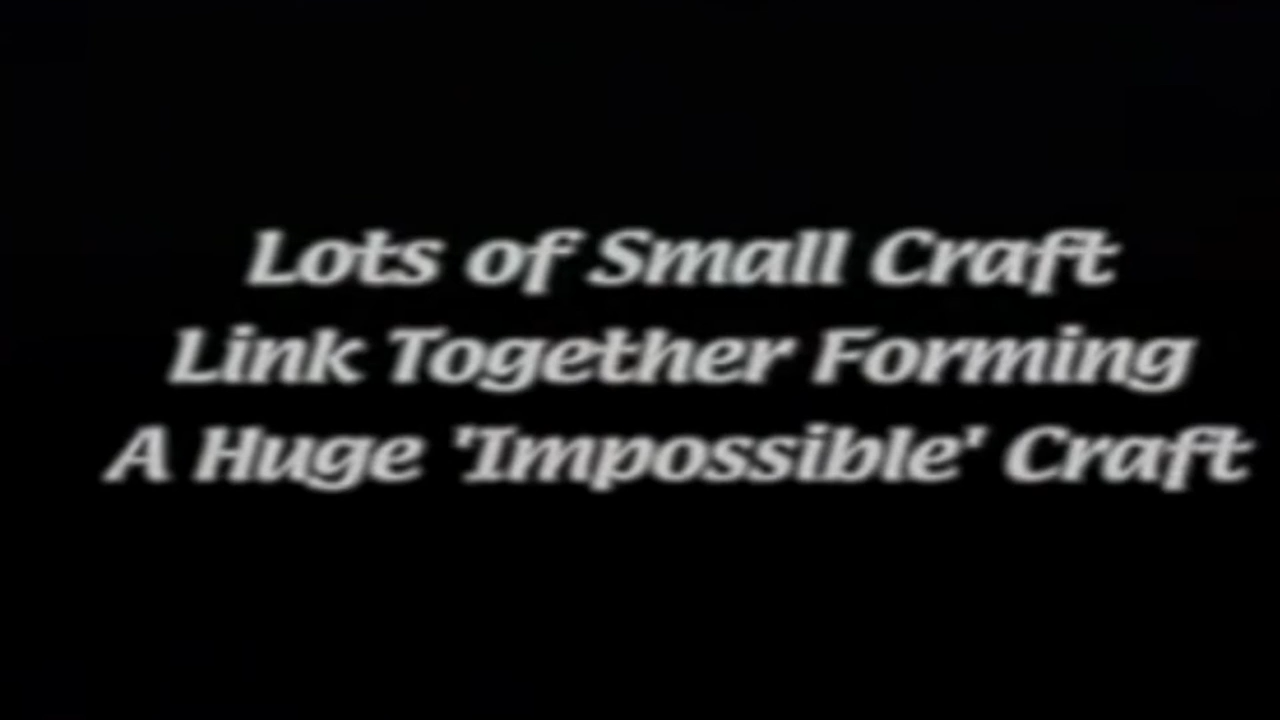 Lots of Small Craft
Link Together Forming
A Huge 'Impossible' Craft